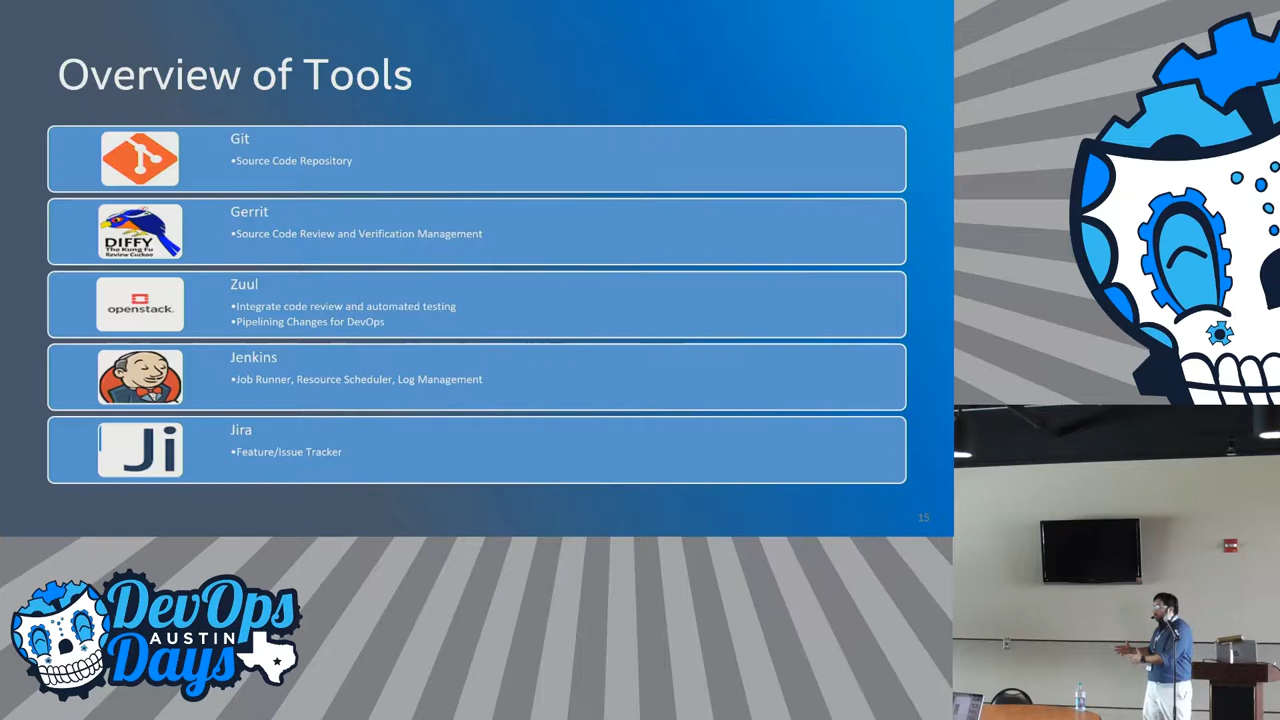 Overview of Tools
Git
•Source Code Repository
Gerrit
•Source Code Review and Verification Management
DIFFY
The Kung Fu
Review Cuckoo
Zuul
•Integrate code review and automated testing
•Pipelining Changes for DevOps
openstack.
Jenkins
•Job Runner, Resource Scheduler, Log Management
Jira
•Feature/Issue Tracker
Ji
15
DevOps
AUSTIN
Days